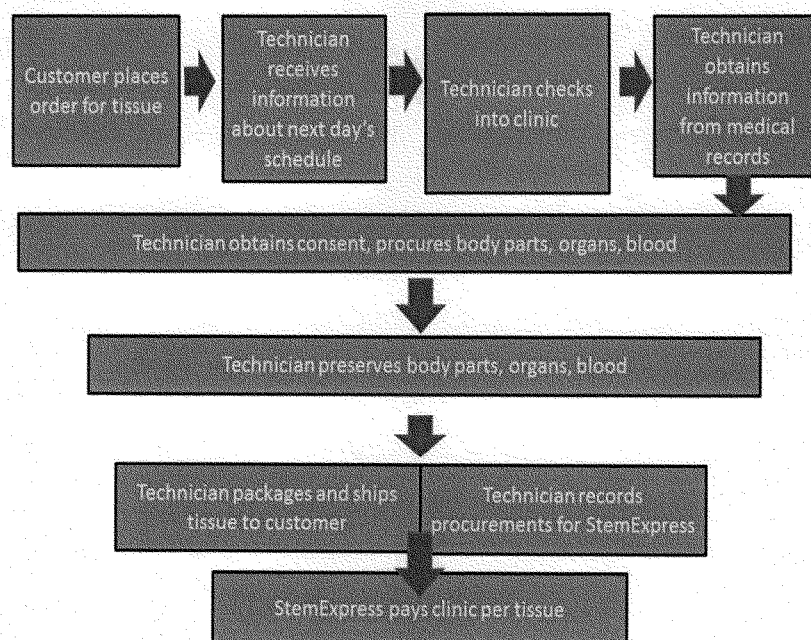 Customer places
order for tissue
Technician
receives
information
about next day's
schedule
Technician checks
into clinic
Technician
obtains
information
from medical
records
Technician obtains consent, procures body parts, organs, blood
Technician preserves body parts, organs, blood
Technician packages and ships
tissue to customer
Technician records
procurements for StemExpress
StemExpress pays clinic per tissue